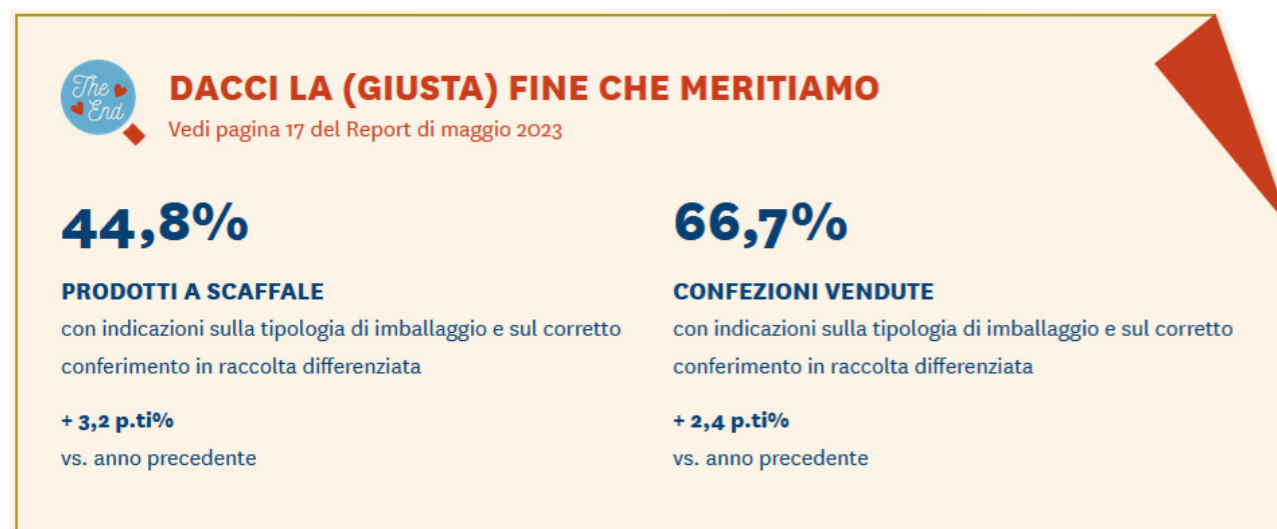 The End
DACCI LA (GIUSTA) FINE CHE MERITIAMO
Vedi pagina 17 del Report di maggio 2023
44,8%
PRODOTTI A SCAFFALE
con indicazioni sulla tipologia di imballaggio e sul corretto
conferimento in raccolta differenziata
+ 3,2 p.ti%
vs. anno precedente
66,7%
CONFEZIONI VENDUTE
con indicazioni sulla tipologia di imballaggio e sul corretto
conferimento in raccolta differenziata
+ 2,4 p.ti%
vs. anno precedente